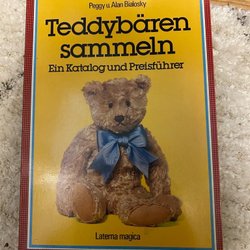 Peggy u. Alan Bialosky
Teddybären
sammeln
Ein Katalog und Preisführer
Laterna magica